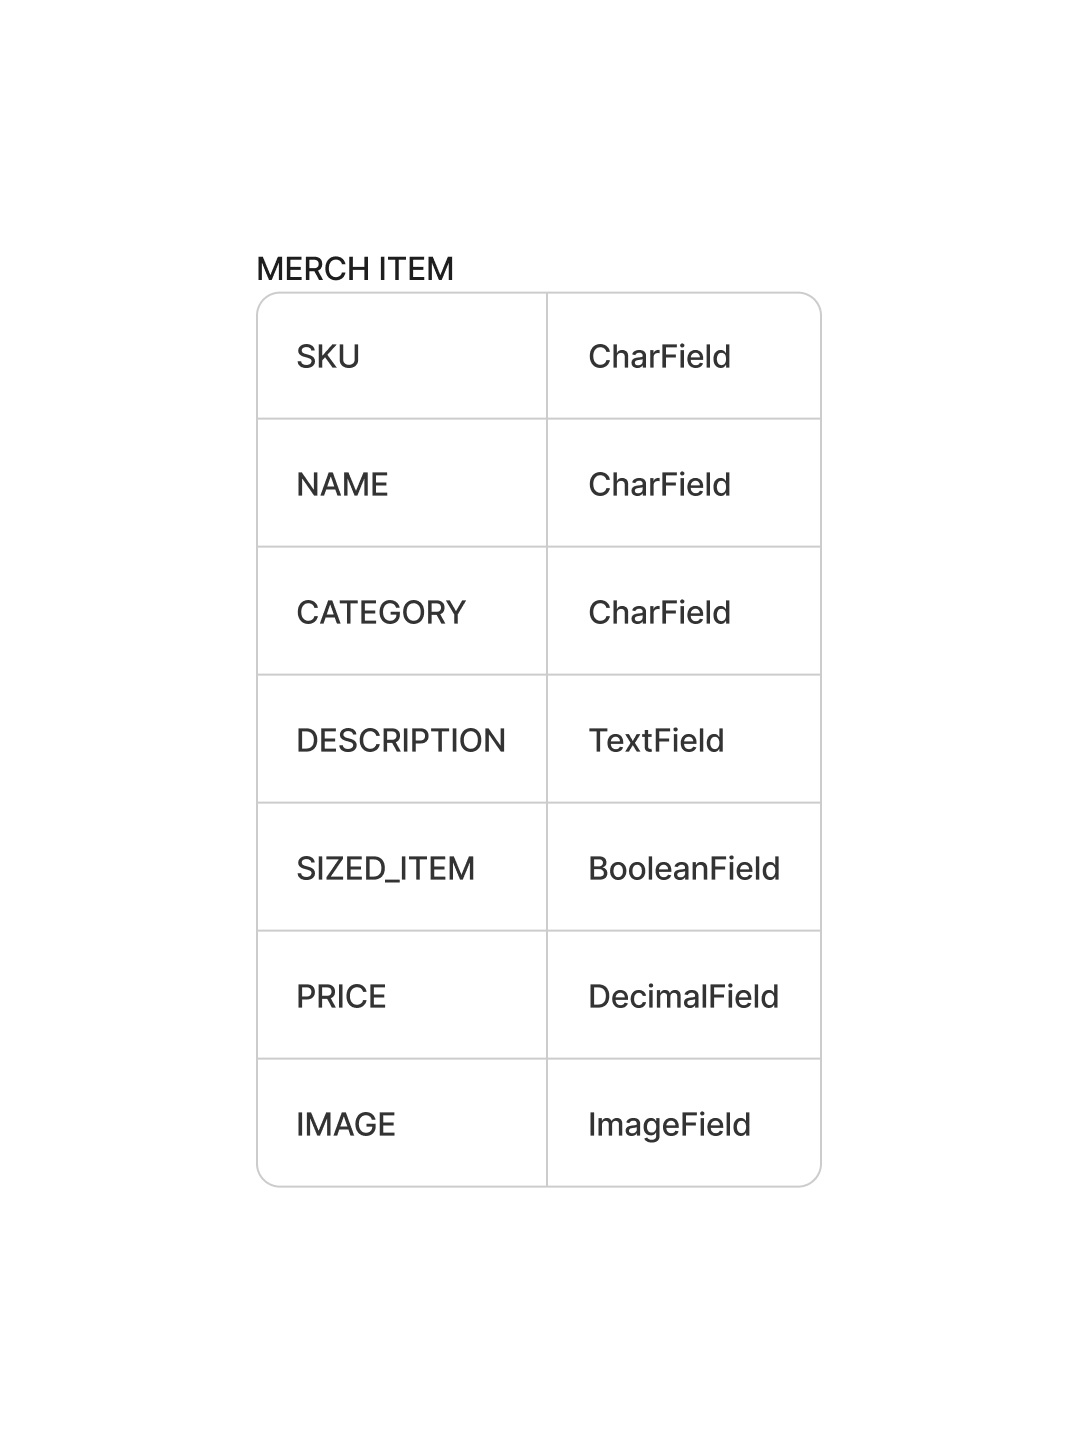 MERCH ITEM
SKU CharField
NAME CharField
CATEGORY CharField
DESCRIPTION TextField
SIZED_ITEM BooleanField
PRICE DecimalField
IMAGE ImageField